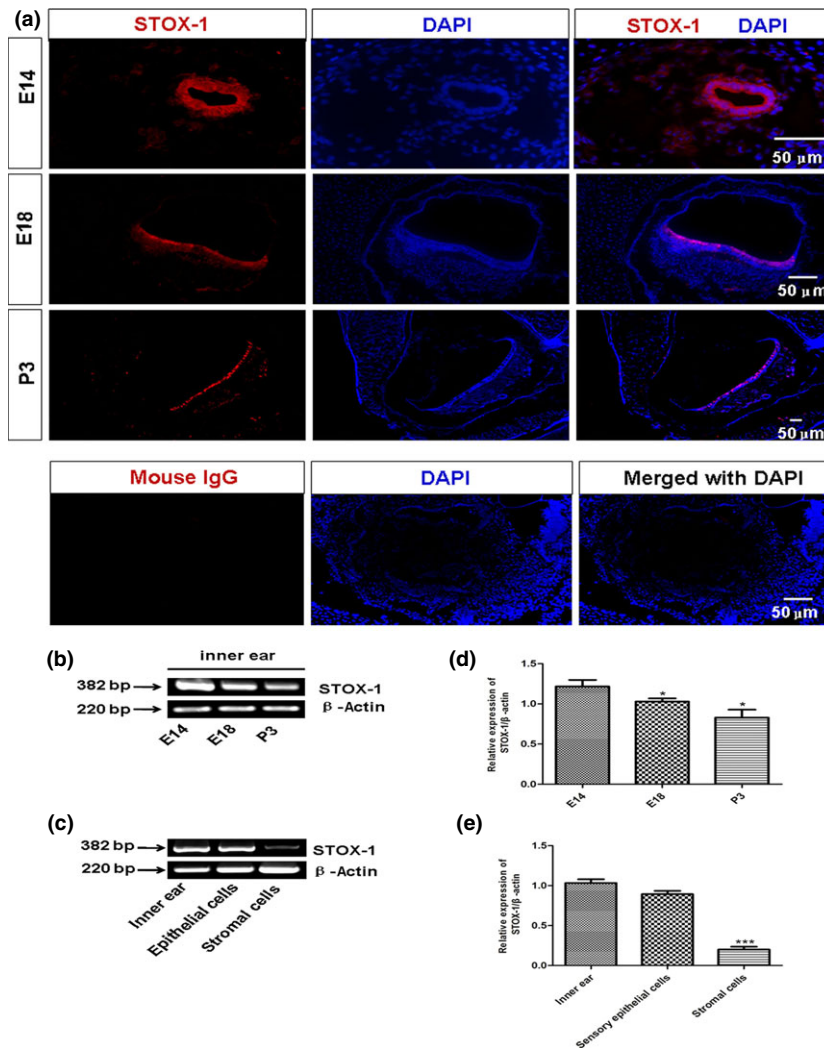 (a)
STOX-1 DAPI STOX-1 DAPI
E14
50 μm
E18
50 μm
P3
50 μm
Mouse IgG DAPI Merged with DAPI
50 μm
(b)
inner ear
382 bp STOX-1
220 bp β -Actin
E14 E18 P3
(c)
382 bp STOX-1
220 bp β -Actin
Inner ear Epithelial cells Stromal cells
(d)
Relative expression of
STOX-1/β -actin
1.5
1.0
0.5
0.0
* *
E14 E18 P3
(e)
Relative expression of
STOX-1/β -actin
1.5
1.0
0.5
0.0
***
Inner ear Sensory epithelial cells Stromal cells